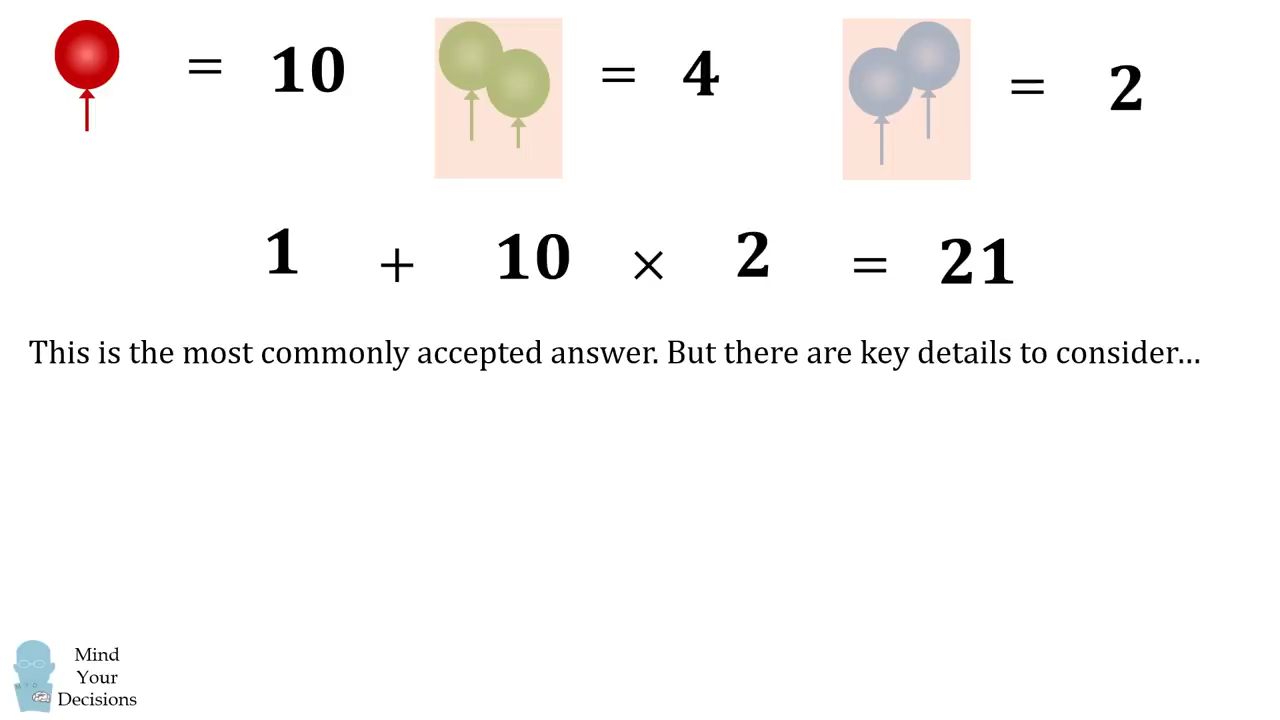 = 10 = 4 = 2
1 + 10 × 2 = 21
This is the most commonly accepted answer. But there are key details to consider…
Mind
Your
Decisions